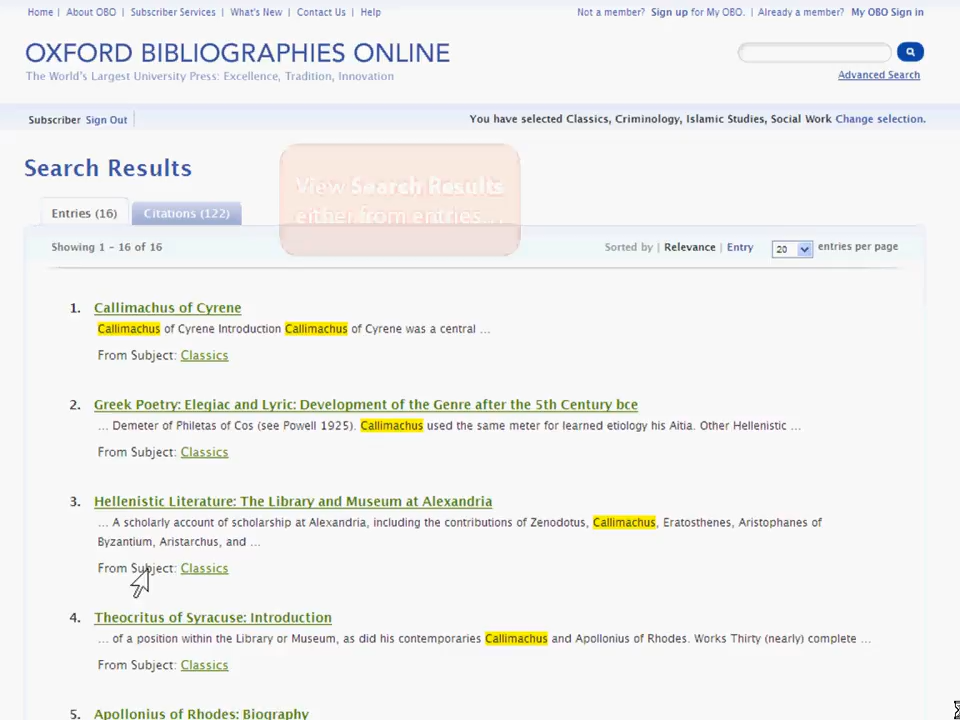 Home | About OBO | Subscriber Services | What's New | Contact Us | Help
Not a member? Sign up for My OBO. | Already a member? My OBO Sign in
OXFORD BIBLIOGRAPHIES ONLINE
The World's Largest University Press: Excellence, Tradition, Innovation
Advanced Search
Subscriber Sign Out
You have selected Classics, Criminology, Islamic Studies, Social Work Change selection.
Search Results
View Search Results
either from entries...
Entries (16)
Citations (122)
Showing 1 - 16 of 16
Sorted by | Relevance | Entry 20 entries per page
1. Callimachus of Cyrene
Callimachus of Cyrene Introduction Callimachus of Cyrene was a central ...
From Subject: Classics
2. Greek Poetry: Elegiac and Lyric: Development of the Genre after the 5th Century bce
... Demeter of Philetas of Cos (see Powell 1925). Callimachus used the same meter for learned etiology his Aitia. Other Hellenistic ...
From Subject: Classics
3. Hellenistic Literature: The Library and Museum at Alexandria
... A scholarly account of scholarship at Alexandria, including the contributions of Zenodotus, Callimachus, Eratosthenes, Aristophanes of
Byzantium, Aristarchus, and ...
From Subject: Classics
4. Theocritus of Syracuse: Introduction
... of a position within the Library or Museum, as did his contemporaries Callimachus and Apollonius of Rhodes. Works Thirty (nearly) complete ...
From Subject: Classics
5. Apollonius of Rhodes: Biography